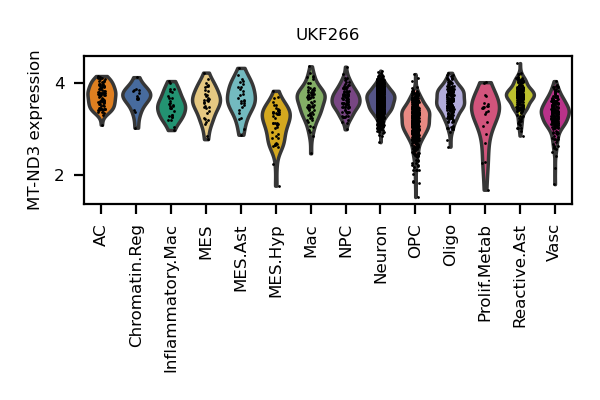 UKF266
MT-ND3 expression
4
2
AC
Chromatin.Reg
Inflammatory.Mac
MES
MES.Ast
MES.Hyp
Mac
NPC
Neuron
OPC
Oligo
Prolif.Metab
Reactive.Ast
Vasc